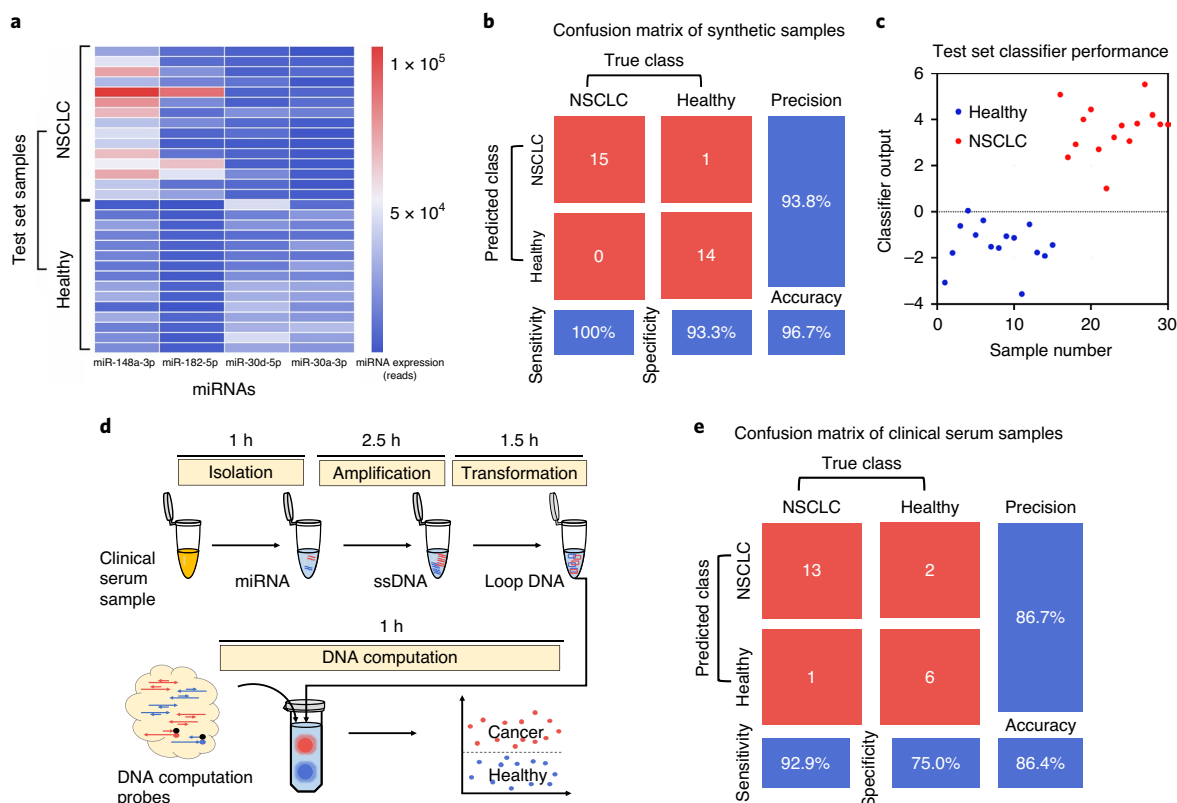 a
Test set samples
NSCLC
Healthy
1 × 10⁵
5 × 10⁴
miR-148a-3p miR-182-5p miR-30d-5p miR-30a-3p
miRNA expression
(reads)
miRNAs
b
Confusion matrix of synthetic samples
True class
NSCLC Healthy Precision
Predicted class
NSCLC
Healthy
15 1
93.8%
0 14
Accuracy
Sensitivity
100%
Specificity
93.3%
96.7%
c
Test set classifier performance
Classifier output
6
4
2
0
−2
−4
Healthy
NSCLC
0 10 20 30
Sample number
d
1 h 2.5 h 1.5 h
Isolation Amplification Transformation
Clinical
serum
sample
miRNA ssDNA Loop DNA
1 h
DNA computation
DNA computation
probes
Cancer
Healthy
e
Confusion matrix of clinical serum samples
True class
NSCLC Healthy Precision
Predicted class
NSCLC
Healthy
13 2
86.7%
1 6
Accuracy
Sensitivity
92.9%
Specificity
75.0%
86.4%